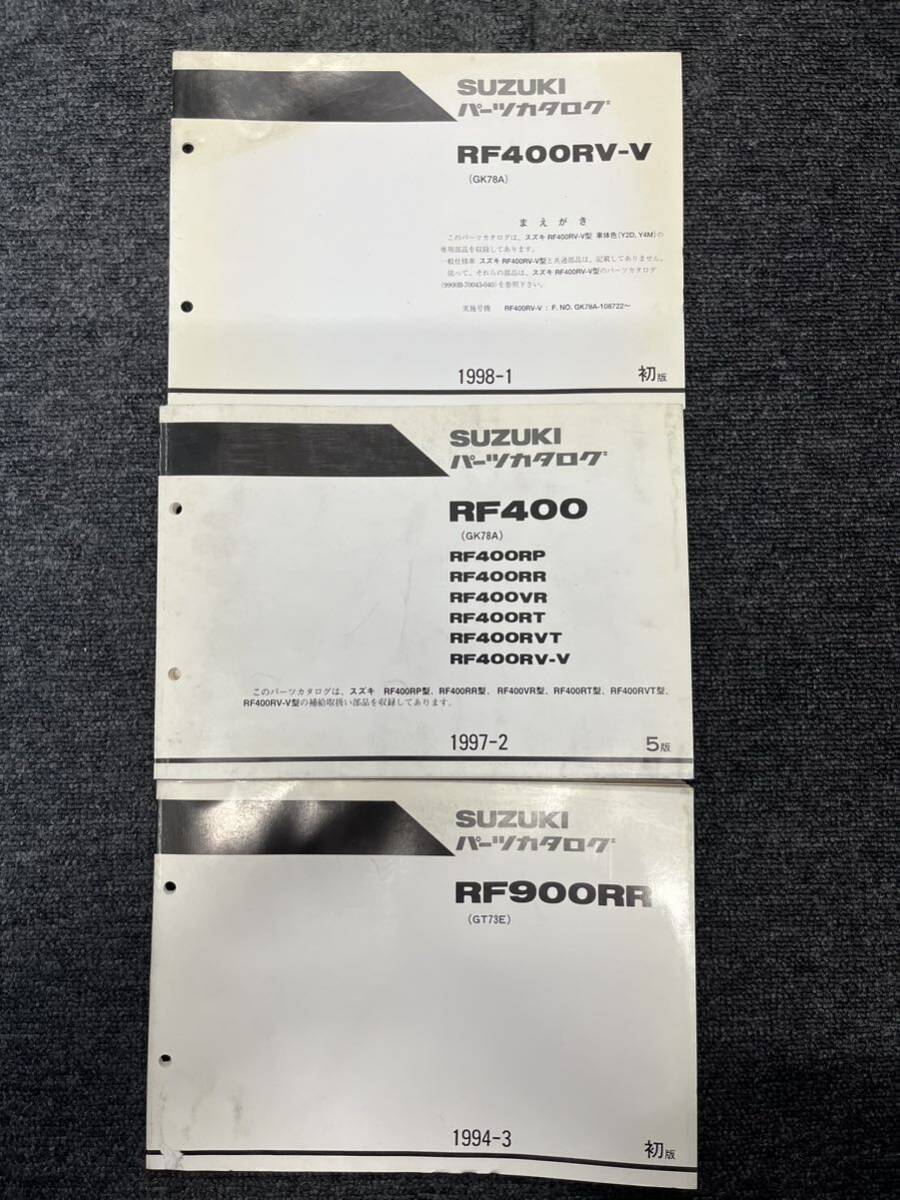 SUZUKI
パーツカタログ
RF400RV-V
(GK78A)
まえがき
このパーツカタログは、スズキ RF400RV-V型 車体色(Y2D, Y4M)の
専用部品を収録してあります。
一般仕様車 スズキ RF400RV-V型と共通部品は、記載してありません。
従って、それらの部品は、スズキ RF400RV-V型のパーツカタログ
(9900B-70043-040)を参照下さい。
実施号機 RF400RV-V : F. NO. GK78A-108722〜
1998-1
初版
SUZUKI
パーツカタログ
RF400
(GK78A)
RF400RP
RF400RR
RF400VR
RF400RT
RF400RVT
RF400RV-V
このパーツカタログは、スズキ RF400RP型、RF400RR型、RF400VR型、RF400RT型、RF400RVT型、
RF400RV-V型の補給取扱い部品を収録してあります。
1997-2
5版
SUZUKI
パーツカタログ
RF900RR
(GT73E)
1994-3
初版